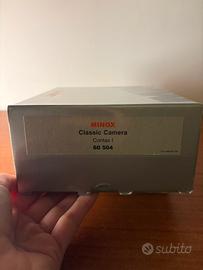 MINOX
Classic Camera
Contax I
60 504
subito